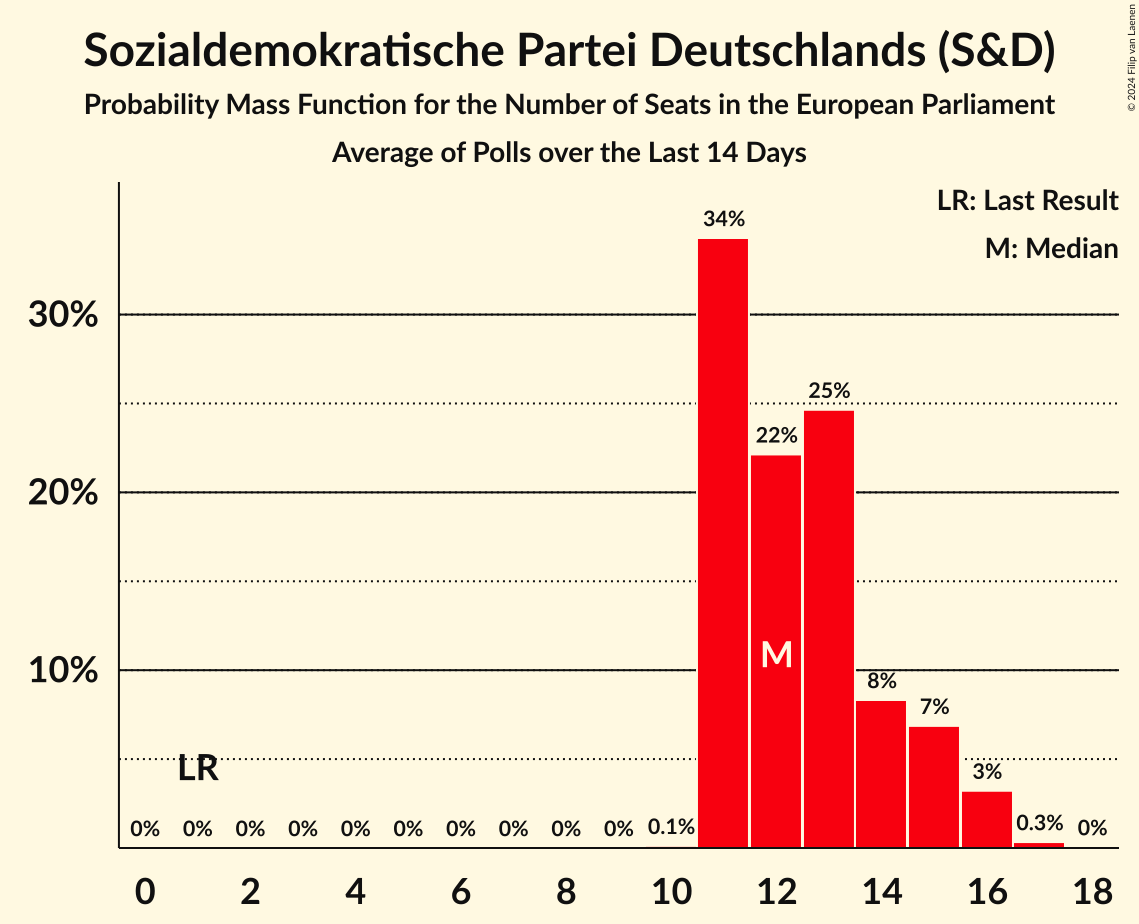 Sozialdemokratische Partei Deutschlands (S&D)
Probability Mass Function for the Number of Seats in the European Parliament
Average of Polls over the Last 14 Days
© 2024 Filip van Laenen
LR: Last Result
M: Median
34%
30%
25%
22%
20%
M
10%
8%
7%
LR
3%
0% 0% 0% 0% 0% 0% 0% 0% 0% 0% 0.1% 0.3% 0%
0 2 4 6 8 10 12 14 16 18